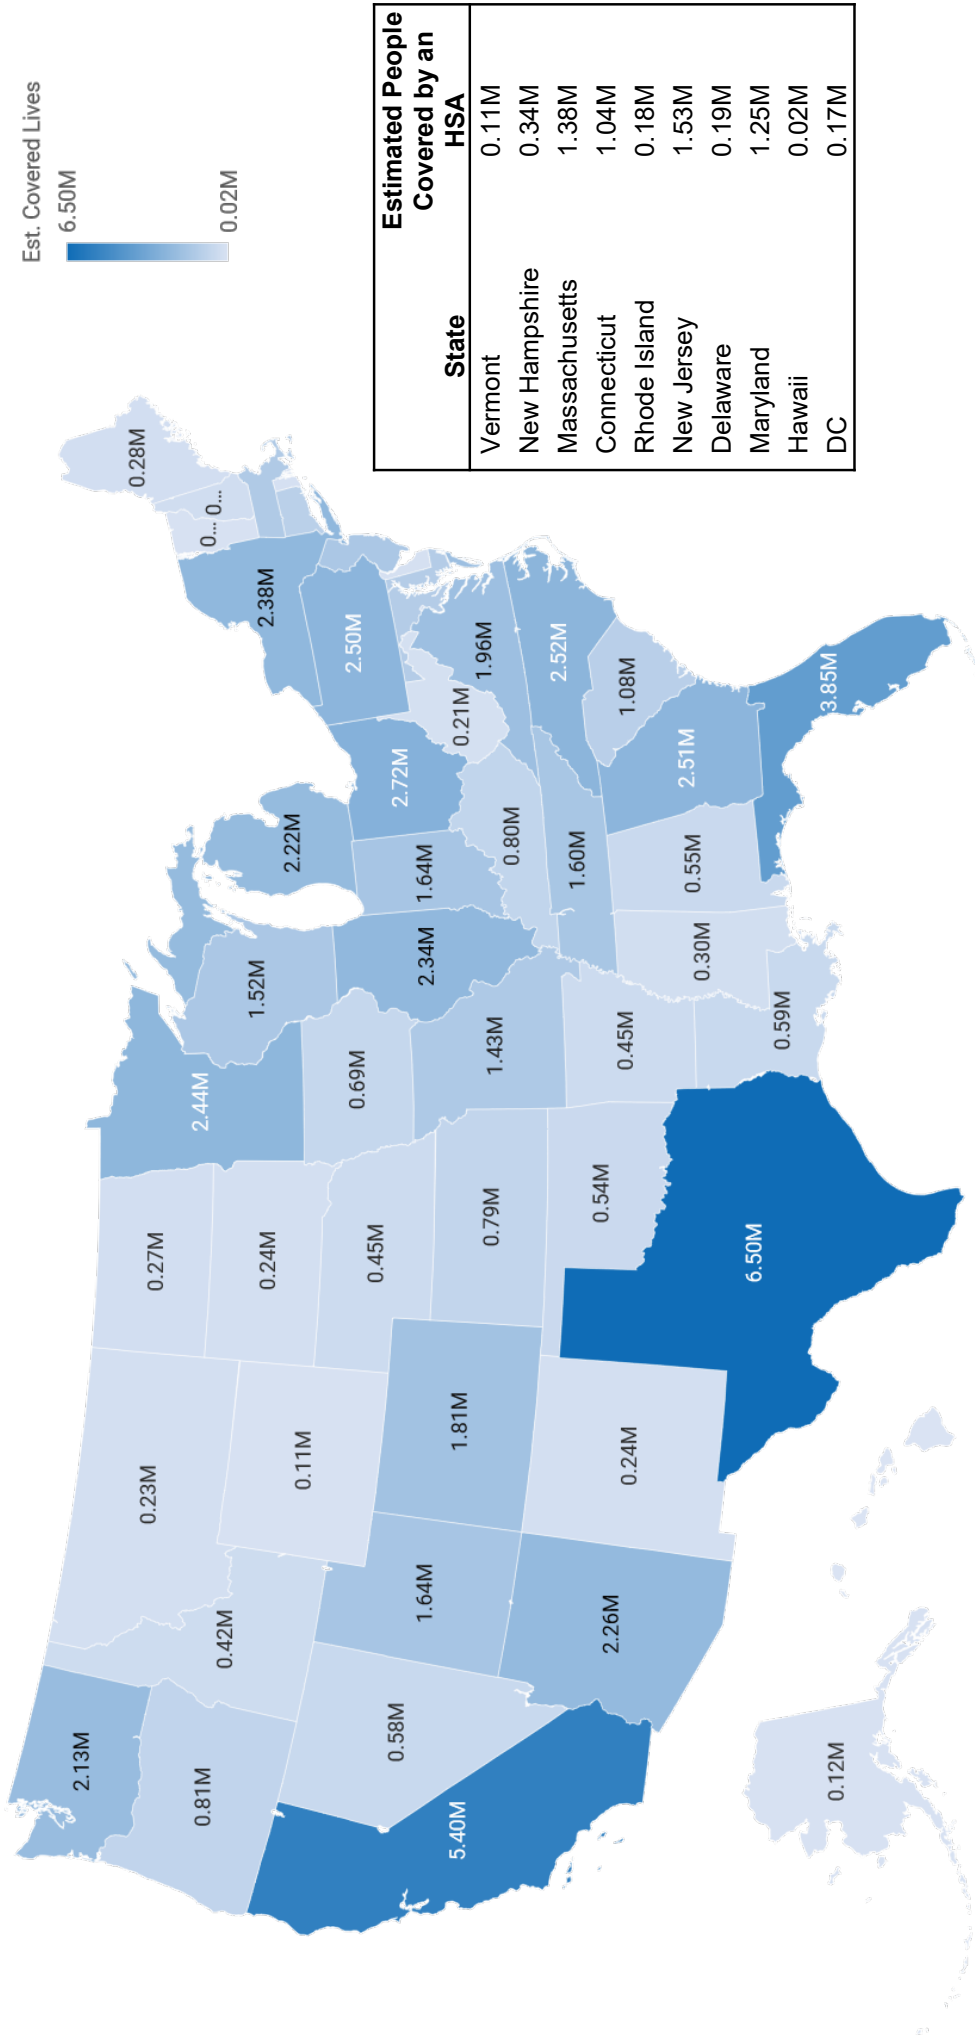 Est. Covered Lives
6.50M
0.02M
2.13M
0.81M
5.40M
0.58M
0.42M
0.23M
0.11M
1.64M
2.26M
1.81M
0.24M
0.27M
0.24M
0.45M
0.79M
0.54M
6.50M
2.44M
0.69M
1.43M
0.45M
0.59M
1.52M
2.34M
0.30M
2.22M
1.64M
0.80M
1.60M
0.55M
2.72M
0.21M
2.51M
3.85M
2.38M
2.50M
1.96M
2.52M
1.08M
0.28M
0... 0...
0.12M
State Estimated People
Covered by an
HSA
Vermont 0.11M
New Hampshire 0.34M
Massachusetts 1.38M
Connecticut 1.04M
Rhode Island 0.18M
New Jersey 1.53M
Delaware 0.19M
Maryland 1.25M
Hawaii 0.02M
DC 0.17M